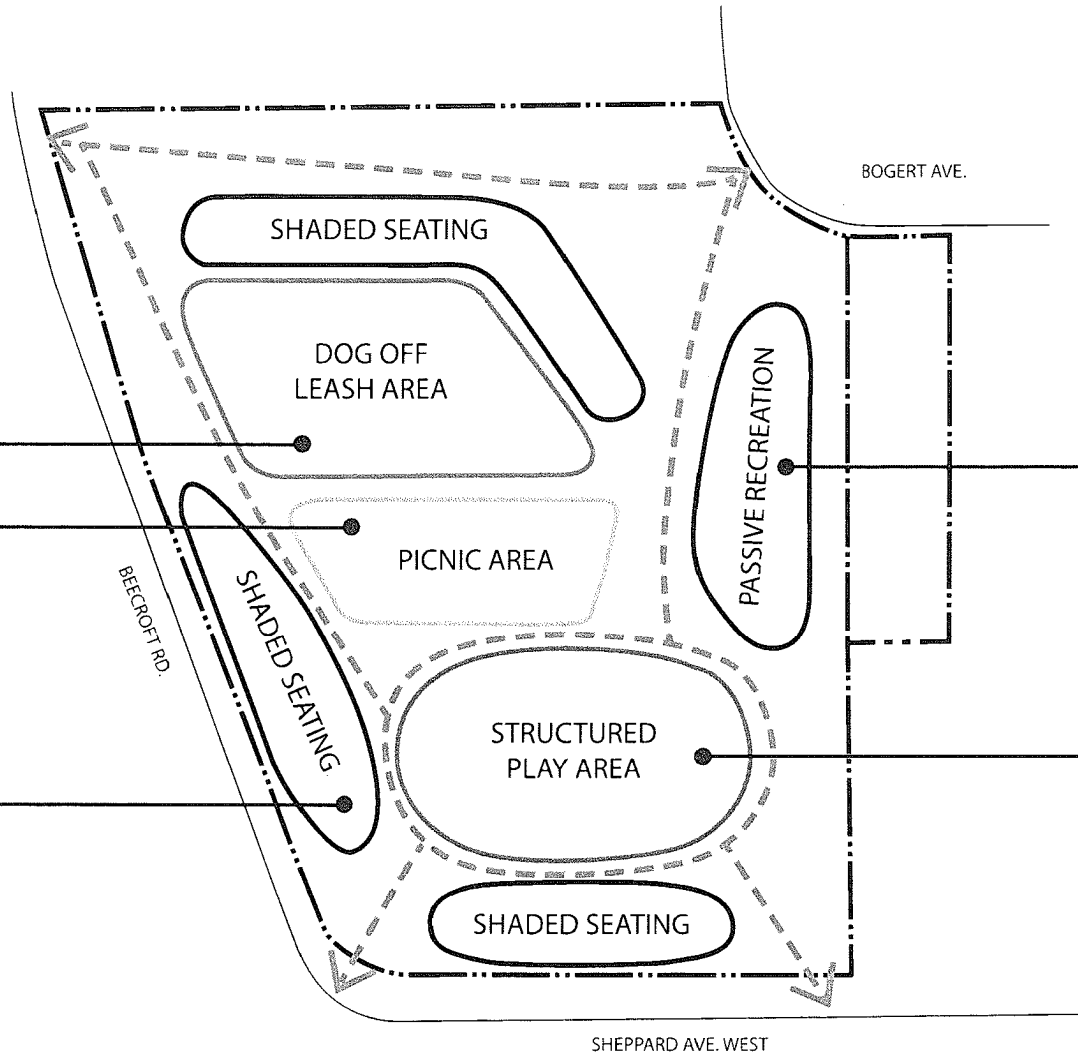 BOGERT AVE.
SHADED SEATING
DOG OFF
LEASH AREA
PASSIVE RECREATION
PICNIC AREA
BEECROFT RD.
SHADED SEATING
STRUCTURED
PLAY AREA
SHADED SEATING
SHEPPARD AVE. WEST